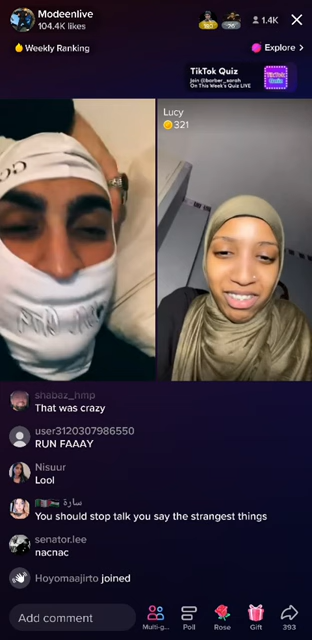 Modeenlive
104.4K likes
1.4K
Weekly Ranking
Explore >
TikTok Quiz
Join @barber_sarah
On This Week's Quiz LIVE
Lucy
321
shabaz_hmp
That was crazy
user3120307986550
RUN FAAAY
Nisuur
Lool
سارة
You should stop talk you say the strangest things
senator.lee
nacnac
Hoyomaajirto joined
Add comment
Multi-g...
Poll
Rose
Gift
393